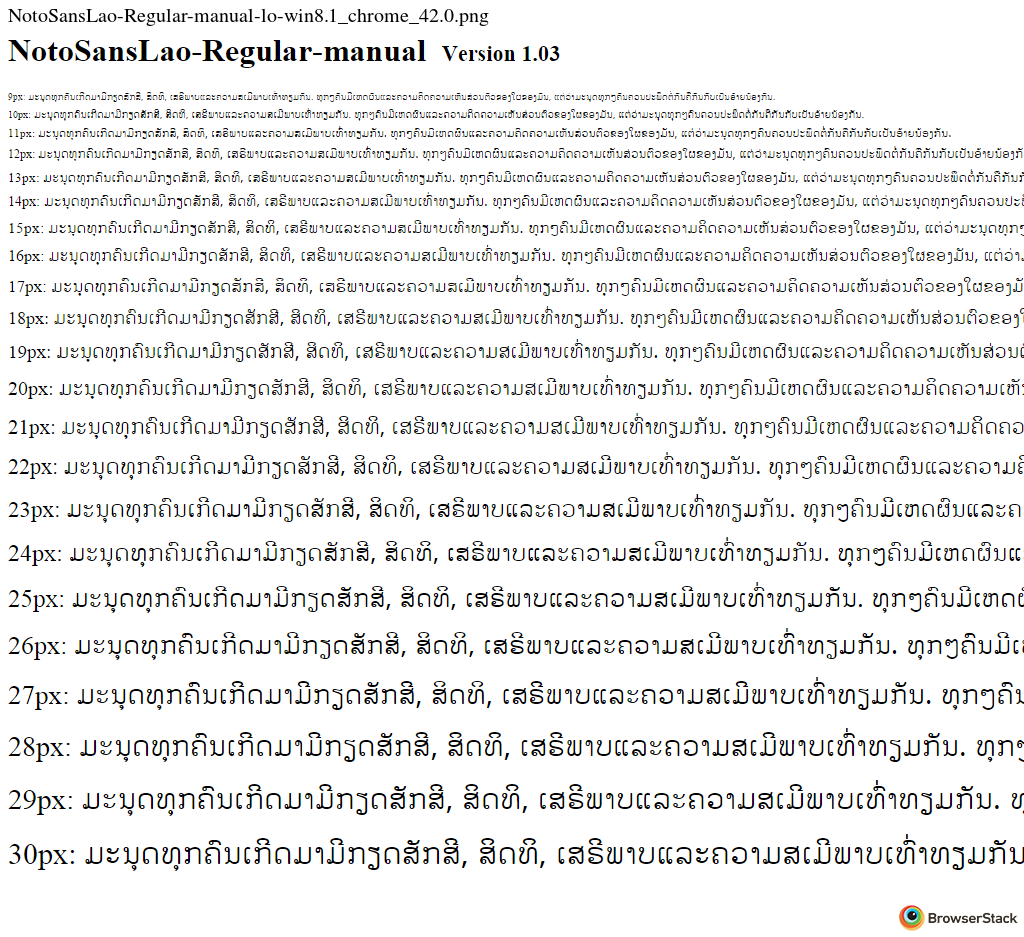 NotoSansLao-Regular-manual-lo-win8.1_chrome_42.0.png
NotoSansLao-Regular-manual Version 1.03
9px: ມະນຸດທຸກຄົນເກີດມາມີກຽດສັກສີ, ສິດທິ, ເສຣີພາບແລະຄວາມສເມີພາບເທົ່າທຽມກັນ. ທຸກໆຄົນມີເຫດຜົນແລະຄວາມຄິດຄວາມເຫັນສ່ວນຕົວຂອງໃຜຂອງມັນ, ແຕ່ວ່າມະນຸດທຸກໆຄົນຄວນປະພຶດຕໍ່ກັນຄືກັນກັບເປັນອ້າຍນ້ອງກັນ.
10px: ມະນຸດທຸກຄົນເກີດມາມີກຽດສັກສີ, ສິດທິ, ເສຣີພາບແລະຄວາມສເມີພາບເທົ່າທຽມກັນ. ທຸກໆຄົນມີເຫດຜົນແລະຄວາມຄິດຄວາມເຫັນສ່ວນຕົວຂອງໃຜຂອງມັນ, ແຕ່ວ່າມະນຸດທຸກໆຄົນຄວນປະພຶດຕໍ່ກັນຄືກັນກັບເປັນອ້າຍນ້ອງກັນ.
11px: ມະນຸດທຸກຄົນເກີດມາມີກຽດສັກສີ, ສິດທິ, ເສຣີພາບແລະຄວາມສເມີພາບເທົ່າທຽມກັນ. ທຸກໆຄົນມີເຫດຜົນແລະຄວາມຄິດຄວາມເຫັນສ່ວນຕົວຂອງໃຜຂອງມັນ, ແຕ່ວ່າມະນຸດທຸກໆຄົນຄວນປະພຶດຕໍ່ກັນຄືກັນກັບເປັນອ້າຍນ້ອງກັນ.
12px: ມະນຸດທຸກຄົນເກີດມາມີກຽດສັກສີ, ສິດທິ, ເສຣີພາບແລະຄວາມສເມີພາບເທົ່າທຽມກັນ. ທຸກໆຄົນມີເຫດຜົນແລະຄວາມຄິດຄວາມເຫັນສ່ວນຕົວຂອງໃຜຂອງມັນ, ແຕ່ວ່າມະນຸດທຸກໆຄົນຄວນປະພຶດຕໍ່ກັນຄືກັນກັບເປັນອ້າຍນ້ອງກັ
13px: ມະນຸດທຸກຄົນເກີດມາມີກຽດສັກສີ, ສິດທິ, ເສຣີພາບແລະຄວາມສເມີພາບເທົ່າທຽມກັນ. ທຸກໆຄົນມີເຫດຜົນແລະຄວາມຄິດຄວາມເຫັນສ່ວນຕົວຂອງໃຜຂອງມັນ, ແຕ່ວ່າມະນຸດທຸກໆຄົນຄວນປະພຶດຕໍ່ກັນຄືກັນກ
14px: ມະນຸດທຸກຄົນເກີດມາມີກຽດສັກສີ, ສິດທິ, ເສຣີພາບແລະຄວາມສເມີພາບເທົ່າທຽມກັນ. ທຸກໆຄົນມີເຫດຜົນແລະຄວາມຄິດຄວາມເຫັນສ່ວນຕົວຂອງໃຜຂອງມັນ, ແຕ່ວ່າມະນຸດທຸກໆຄົນຄວນປະພຶ
15px: ມະນຸດທຸກຄົນເກີດມາມີກຽດສັກສີ, ສິດທິ, ເສຣີພາບແລະຄວາມສເມີພາບເທົ່າທຽມກັນ. ທຸກໆຄົນມີເຫດຜົນແລະຄວາມຄິດຄວາມເຫັນສ່ວນຕົວຂອງໃຜຂອງມັນ, ແຕ່ວ່າມະນຸດທຸກໆ
16px: ມະນຸດທຸກຄົນເກີດມາມີກຽດສັກສີ, ສິດທິ, ເສຣີພາບແລະຄວາມສເມີພາບເທົ່າທຽມກັນ. ທຸກໆຄົນມີເຫດຜົນແລະຄວາມຄິດຄວາມເຫັນສ່ວນຕົວຂອງໃຜຂອງມັນ, ແຕ່ວ່າມ
17px: ມະນຸດທຸກຄົນເກີດມາມີກຽດສັກສີ, ສິດທິ, ເສຣີພາບແລະຄວາມສເມີພາບເທົ່າທຽມກັນ. ທຸກໆຄົນມີເຫດຜົນແລະຄວາມຄິດຄວາມເຫັນສ່ວນຕົວຂອງໃຜຂອງມັ
18px: ມະນຸດທຸກຄົນເກີດມາມີກຽດສັກສີ, ສິດທິ, ເສຣີພາບແລະຄວາມສເມີພາບເທົ່າທຽມກັນ. ທຸກໆຄົນມີເຫດຜົນແລະຄວາມຄິດຄວາມເຫັນສ່ວນຕົວຂອງໃ
19px: ມະນຸດທຸກຄົນເກີດມາມີກຽດສັກສີ, ສິດທິ, ເສຣີພາບແລະຄວາມສເມີພາບເທົ່າທຽມກັນ. ທຸກໆຄົນມີເຫດຜົນແລະຄວາມຄິດຄວາມເຫັນສ່ວນຕົ
20px: ມະນຸດທຸກຄົນເກີດມາມີກຽດສັກສີ, ສິດທິ, ເສຣີພາບແລະຄວາມສເມີພາບເທົ່າທຽມກັນ. ທຸກໆຄົນມີເຫດຜົນແລະຄວາມຄິດຄວາມເຫັນ
21px: ມະນຸດທຸກຄົນເກີດມາມີກຽດສັກສີ, ສິດທິ, ເສຣີພາບແລະຄວາມສເມີພາບເທົ່າທຽມກັນ. ທຸກໆຄົນມີເຫດຜົນແລະຄວາມຄິດຄວາ
22px: ມະນຸດທຸກຄົນເກີດມາມີກຽດສັກສີ, ສິດທິ, ເສຣີພາບແລະຄວາມສເມີພາບເທົ່າທຽມກັນ. ທຸກໆຄົນມີເຫດຜົນແລະຄວາມຄິ
23px: ມະນຸດທຸກຄົນເກີດມາມີກຽດສັກສີ, ສິດທິ, ເສຣີພາບແລະຄວາມສເມີພາບເທົ່າທຽມກັນ. ທຸກໆຄົນມີເຫດຜົນແລະຄ
24px: ມະນຸດທຸກຄົນເກີດມາມີກຽດສັກສີ, ສິດທິ, ເສຣີພາບແລະຄວາມສເມີພາບເທົ່າທຽມກັນ. ທຸກໆຄົນມີເຫດຜົນແ
25px: ມະນຸດທຸກຄົນເກີດມາມີກຽດສັກສີ, ສິດທິ, ເສຣີພາບແລະຄວາມສເມີພາບເທົ່າທຽມກັນ. ທຸກໆຄົນມີເຫດຜົ
26px: ມະນຸດທຸກຄົນເກີດມາມີກຽດສັກສີ, ສິດທິ, ເສຣີພາບແລະຄວາມສເມີພາບເທົ່າທຽມກັນ. ທຸກໆຄົນມີເຫ
27px: ມະນຸດທຸກຄົນເກີດມາມີກຽດສັກສີ, ສິດທິ, ເສຣີພາບແລະຄວາມສເມີພາບເທົ່າທຽມກັນ. ທຸກໆຄົນ
28px: ມະນຸດທຸກຄົນເກີດມາມີກຽດສັກສີ, ສິດທິ, ເສຣີພາບແລະຄວາມສເມີພາບເທົ່າທຽມກັນ. ທຸກໆ
29px: ມະນຸດທຸກຄົນເກີດມາມີກຽດສັກສີ, ສິດທິ, ເສຣີພາບແລະຄວາມສເມີພາບເທົ່າທຽມກັນ. ທຸ
30px: ມະນຸດທຸກຄົນເກີດມາມີກຽດສັກສີ, ສິດທິ, ເສຣີພາບແລະຄວາມສເມີພາບເທົ່າທຽມກັນ
BrowserStack